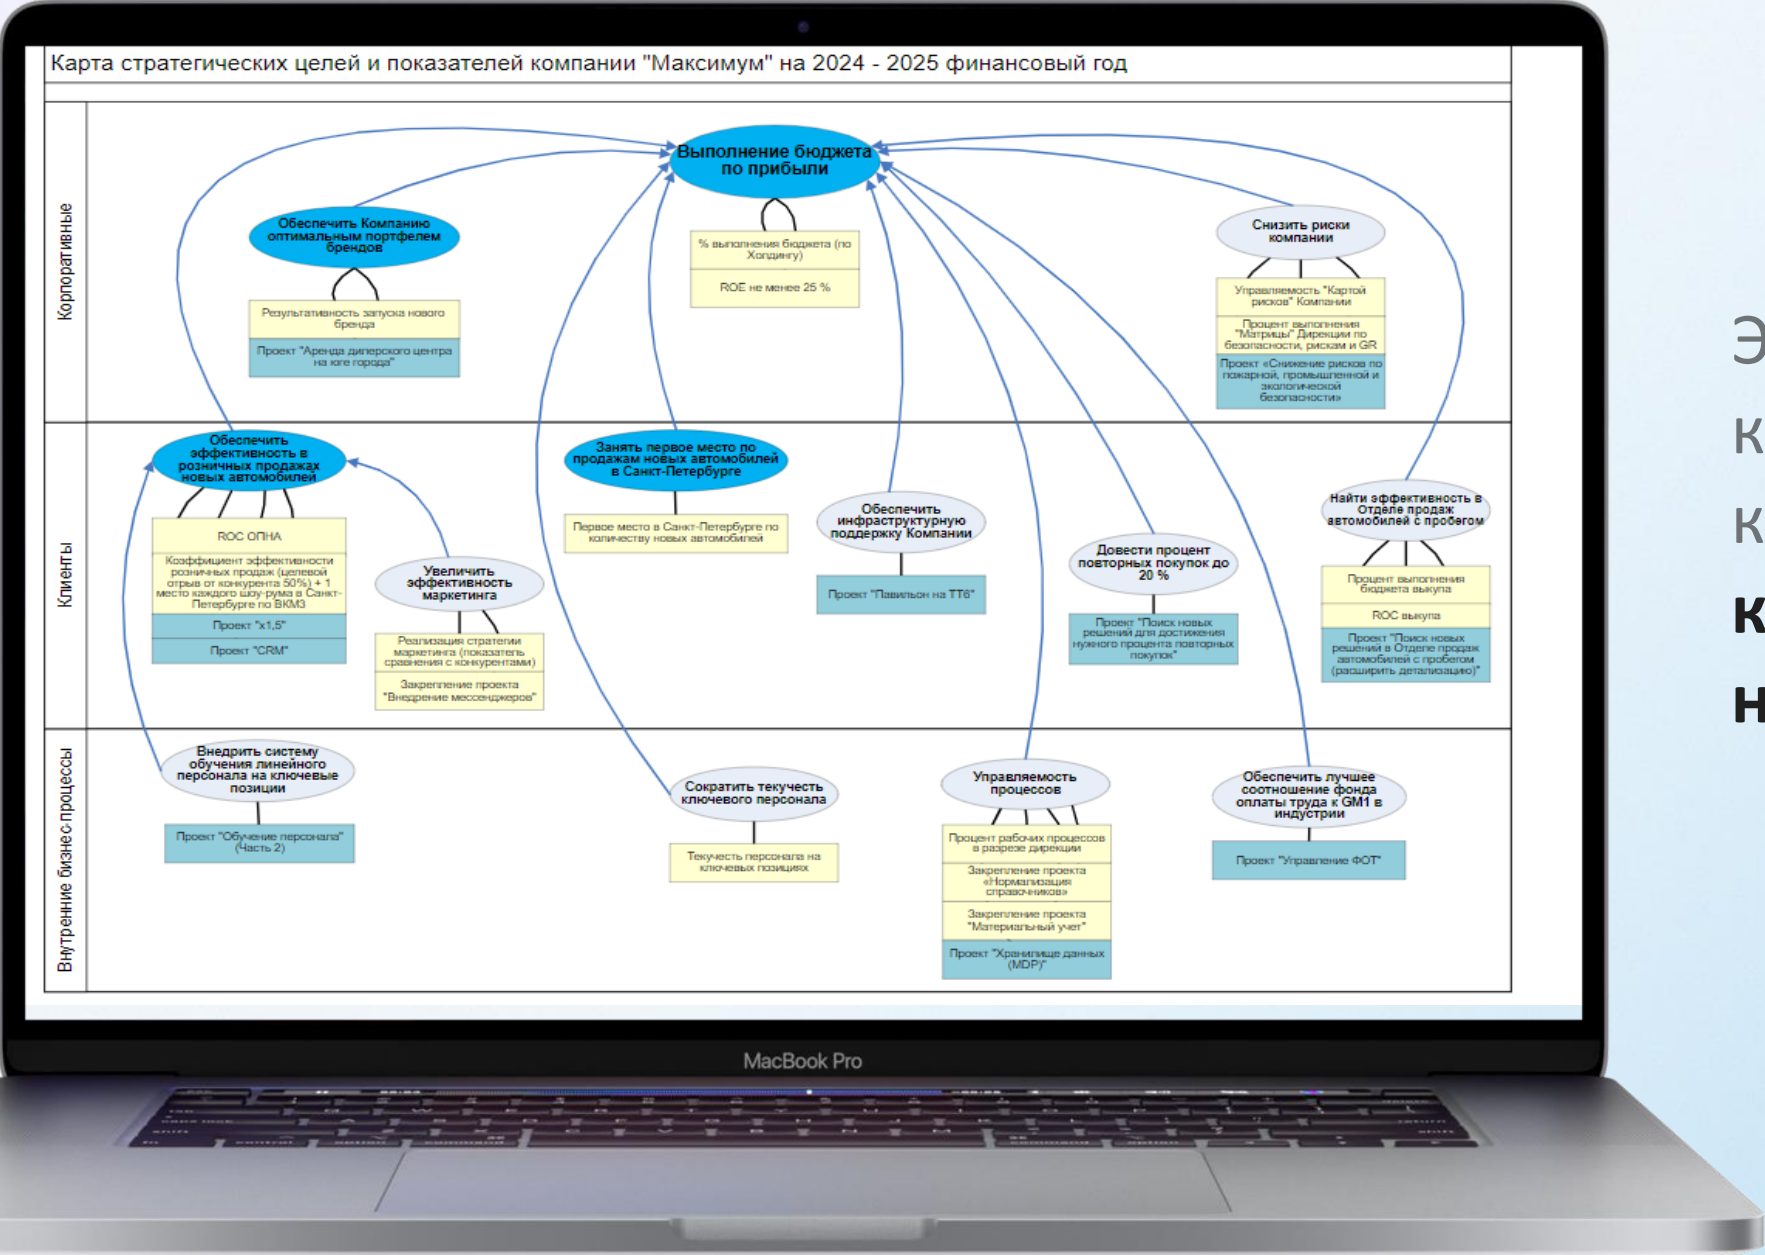 Карта стратегических целей и показателей компании "Максимум" на 2024 - 2025 финансовый год
Корпоративные
Выполнение бюджета
по прибыли
% выполнения бюджета (по
Холдингу)
ROE не менее 25 %
Обеспечить Компанию
оптимальным портфелем
брендов
Результативность запуска нового
бренда
Проект "Аренда дилерского центра
на юге города"
Снизить риски
компании
Управляемость "Картой
рисков" Компании
Процент выполнения
"Матрицы" Дирекции по
безопасности, рискам и GR
Проект «Снижение рисков по
пожарной, промышленной и
экологической
безопасности»
Клиенты
Обеспечить
эффективность в
розничных продажах
новых автомобилей
ROC ОПНА
Коэффициент эффективности
розничных продаж (целевой
отрыв от конкурента 50%) + 1
место каждого шоу-рума в Санкт-
Петербурге по ВКМ3
Проект "х1,5"
Проект "CRM"
Увеличить
эффективность
маркетинга
Реализация стратегии
маркетинга (показатель
сравнения с конкурентами)
Закрепление проекта
"Внедрение мессенджеров"
Занять первое место по
продажам новых автомобилей
в Санкт-Петербурге
Первое место в Санкт-Петербурге по
количеству новых автомобилей
Обеспечить
инфраструктурную
поддержку Компании
Проект "Павильон на ТТ6"
Довести процент
повторных покупок до
20 %
Проект "Поиск новых
решений для достижения
нужного процента повторных
покупок"
Найти эффективность в
Отделе продаж
автомобилей с пробегом
Процент выполнения
бюджета выкупа
ROC выкупа
Проект "Поиск новых
решений в Отделе продаж
автомобилей с пробегом
(расширить детализацию)"
Внутренние бизнес-процессы
Внедрить систему
обучения линейного
персонала на ключевые
позиции
Проект "Обучение персонала"
(Часть 2)
Сократить текучесть
ключевого персонала
Текучесть персонала на
ключевых позициях
Управляемость
процессов
Процент рабочих процессов
в разрезе дирекции
Закрепление проекта
«Нормализация
справочников»
Закрепление проекта
"Материальный учет"
Проект "Хранилище данных
(MDP)"
Обеспечить лучшее
соотношение фонда
оплаты труда к GM1 в
индустрии
Проект "Управление ФОТ"
MacBook Pro